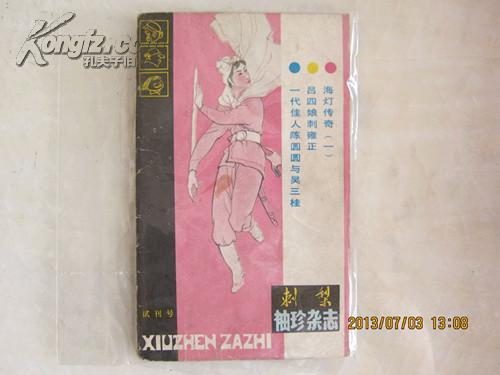 Kongfz.com
孔夫子旧
海灯传奇（一）
吕四娘刺雍正
一代佳人陈圆圆与吴三桂
试刊号
刺梨
袖珍杂志
XIUZHEN ZAZHI
2013/07/03 13:08